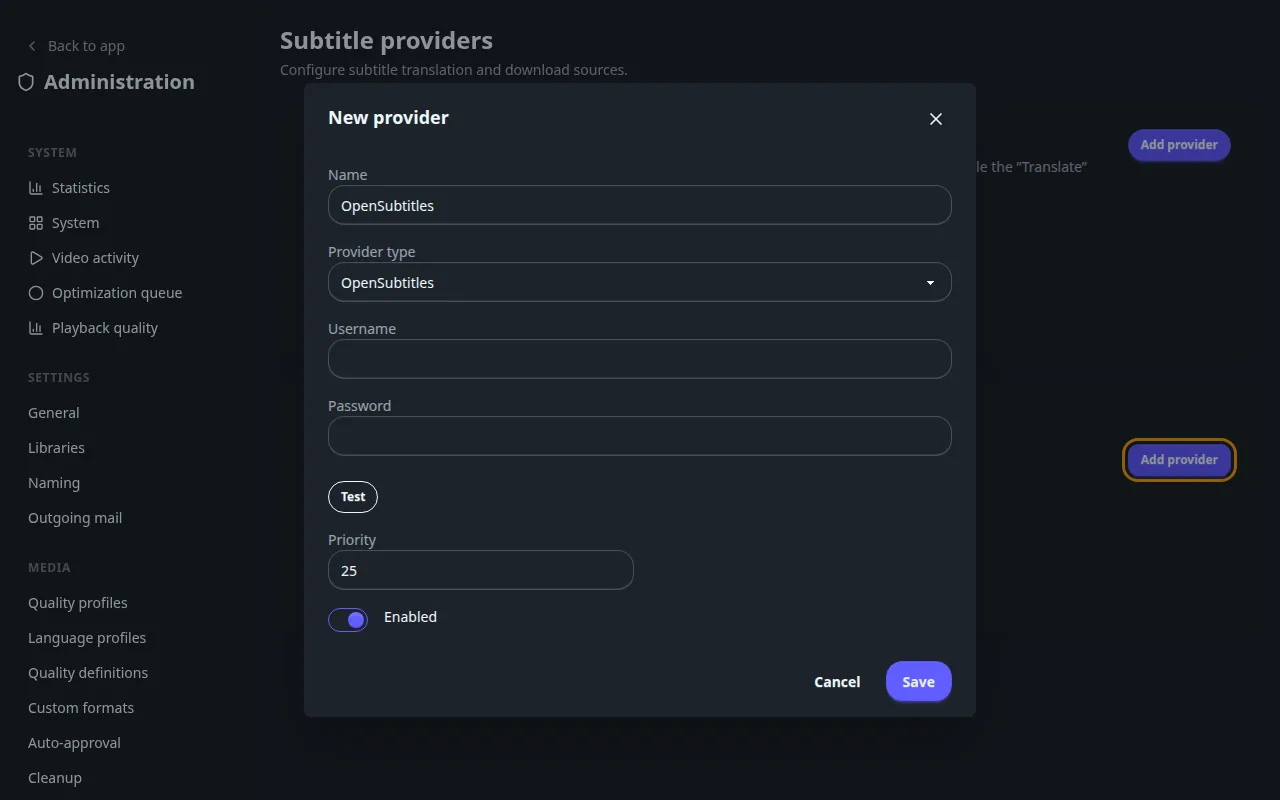 Back to app
Administration
SYSTEM
Statistics
System
Video activity
Optimization queue
Playback quality
SETTINGS
General
Libraries
Naming
Outgoing mail
MEDIA
Quality profiles
Language profiles
Quality definitions
Custom formats
Auto-approval
Cleanup
Subtitle providers
Configure subtitle translation and download sources.
Add provider
le the “Translate”
Add provider
New provider
Name
OpenSubtitles
Provider type
OpenSubtitles
Username
Password
Test
Priority
25
Enabled
Cancel
Save